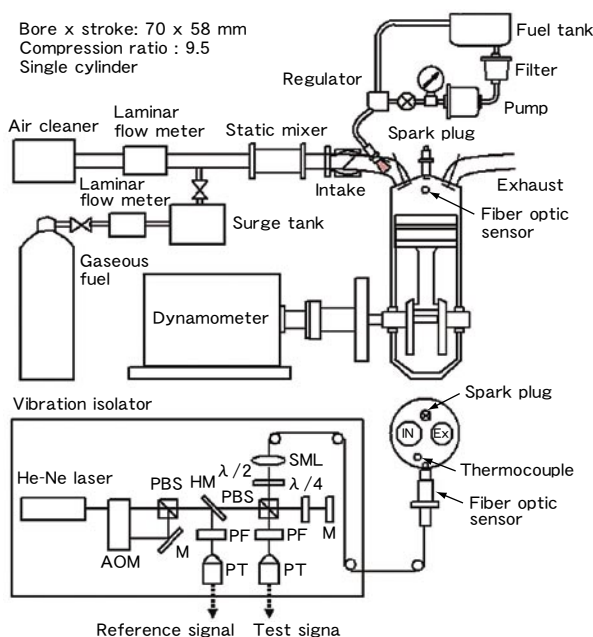 Bore x stroke: 70 x 58 mm
Compression ratio : 9.5
Single cylinder
Fuel tank
Regulator
Filter
Pump
Air cleaner
Laminar
flow meter
Static mixer
Spark plug
Intake
Exhaust
Laminar
flow meter
Surge tank
Fiber optic
sensor
Gaseous
fuel
Dynamometer
Vibration isolator
Spark plug
IN
Ex
Thermocouple
Fiber optic
sensor
He-Ne laser
PBS
HM
λ/2
SML
PBS
λ/4
AOM
M
PF
PF
M
PT
PT
Reference signal
Test signa